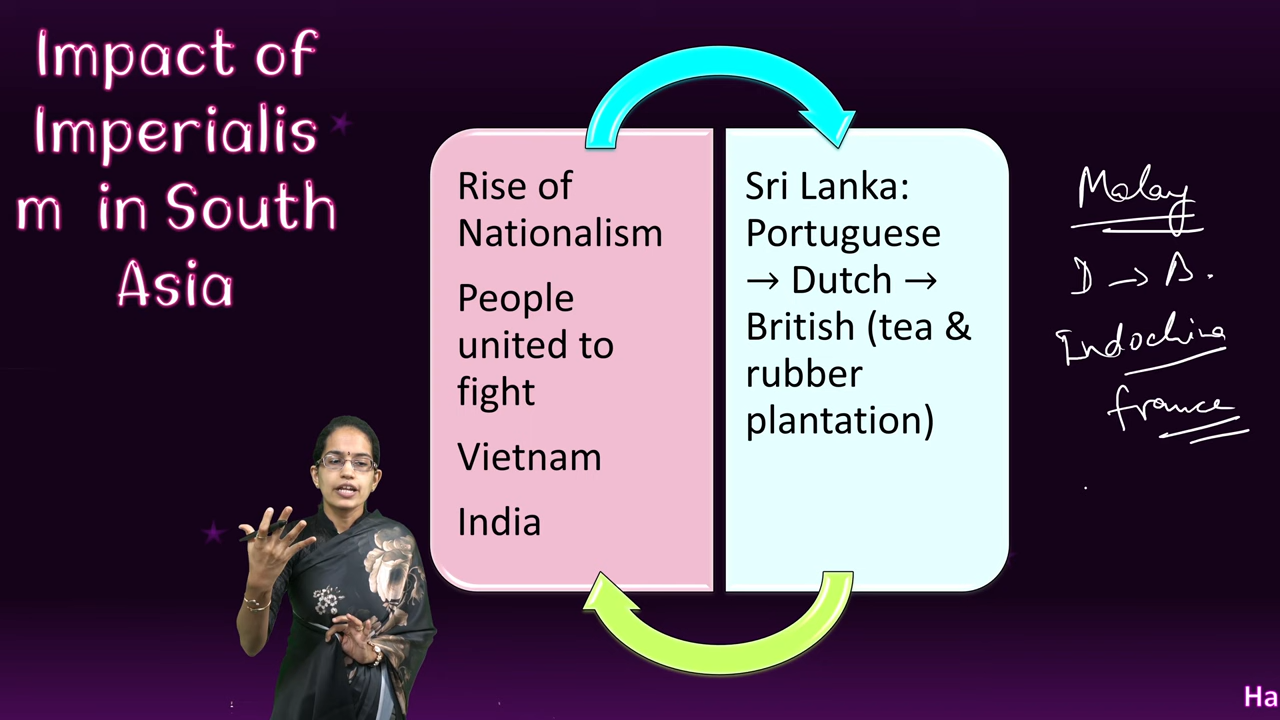 Impact of
Imperialis
m in South
Asia
Rise of
Nationalism
People
united to
fight
Vietnam
India
Sri Lanka:
Portuguese
→ Dutch →
British (tea &
rubber
plantation)
Malay
D → B.
Indochina
france
Ha